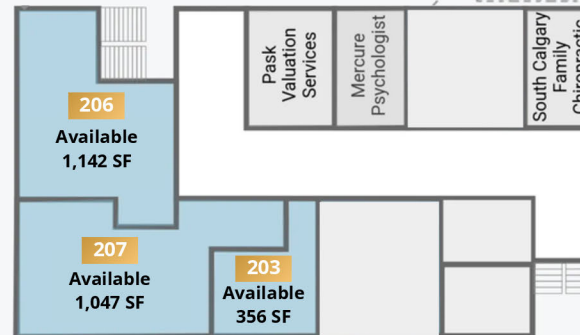 206
Available
1,142 SF
207
Available
1,047 SF
203
Available
356 SF
Pask
Valuation
Services
Mercure
Psychologist
South Calgary
Family